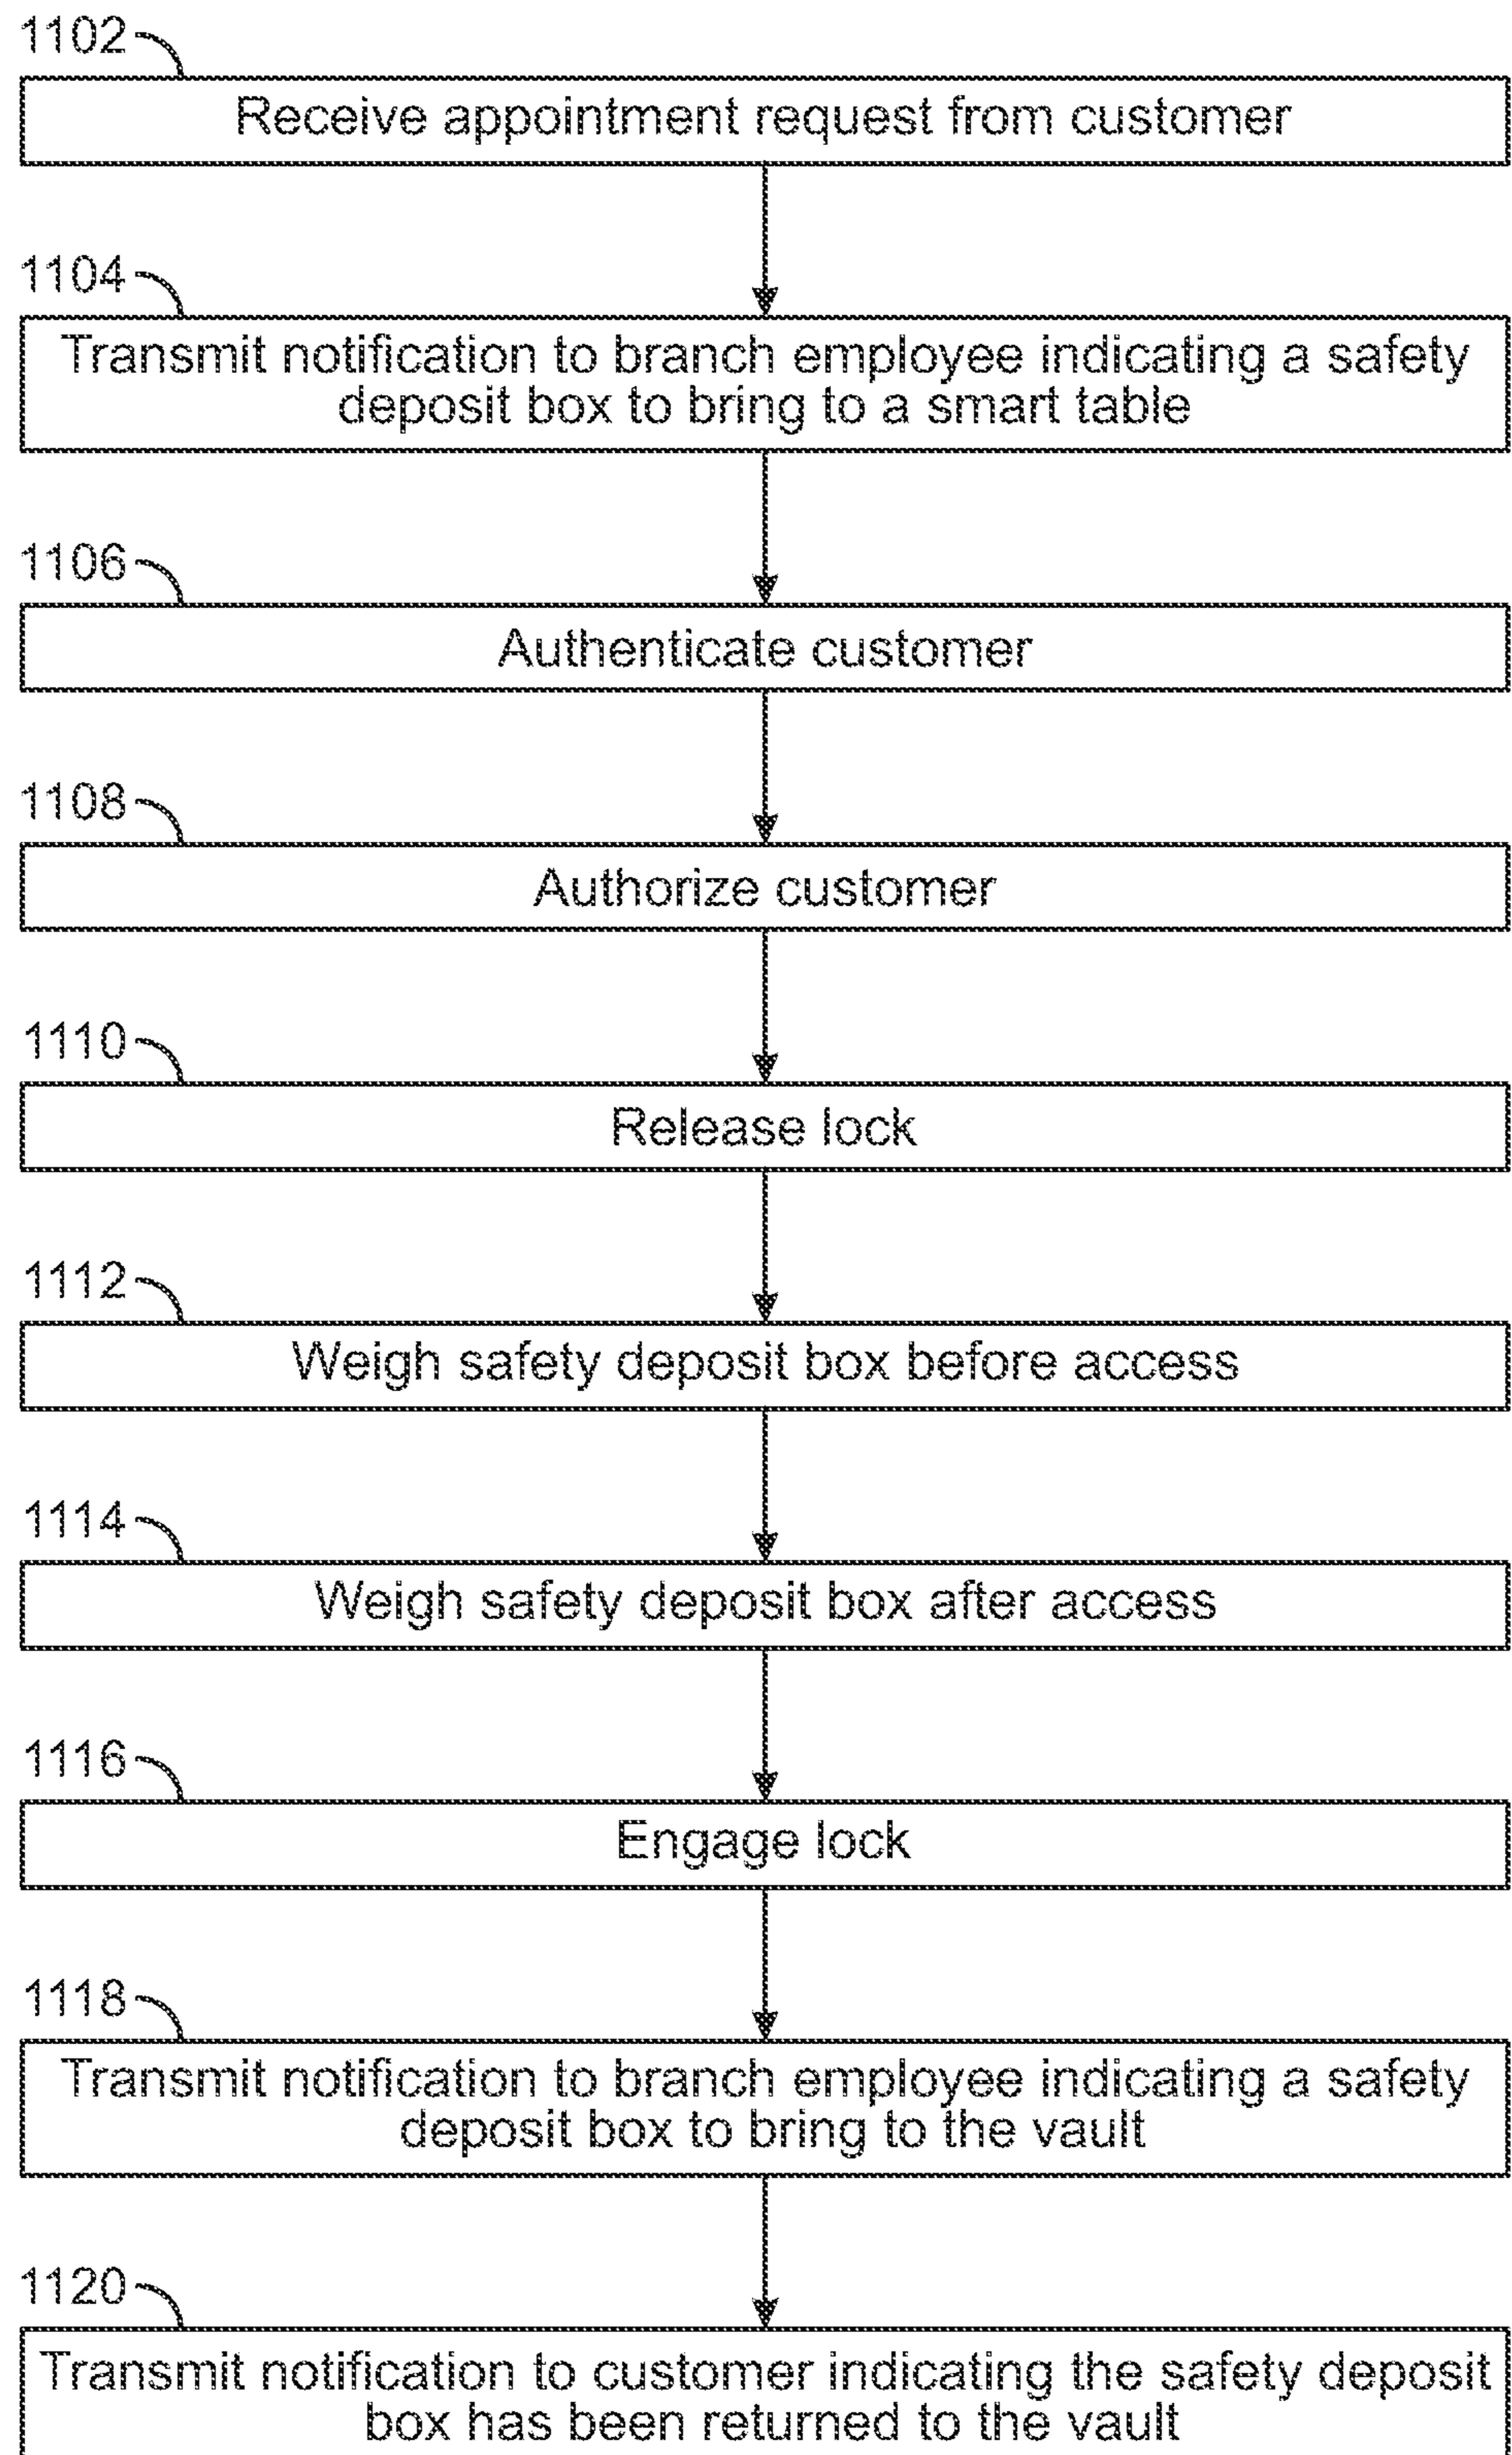 1102
Receive appointment request from customer
1104
Transmit notification to branch employee indicating a safety
deposit box to bring to a smart table
1106
Authenticate customer
1108
Authorize customer
1110
Release lock
1112
Weigh safety deposit box before access
1114
Weigh safety deposit box after access
1116
Engage lock
1118
Transmit notification to branch employee indicating a safety
deposit box to bring to the vault
1120
Transmit notification to customer indicating the safety deposit
box has been returned to the vault